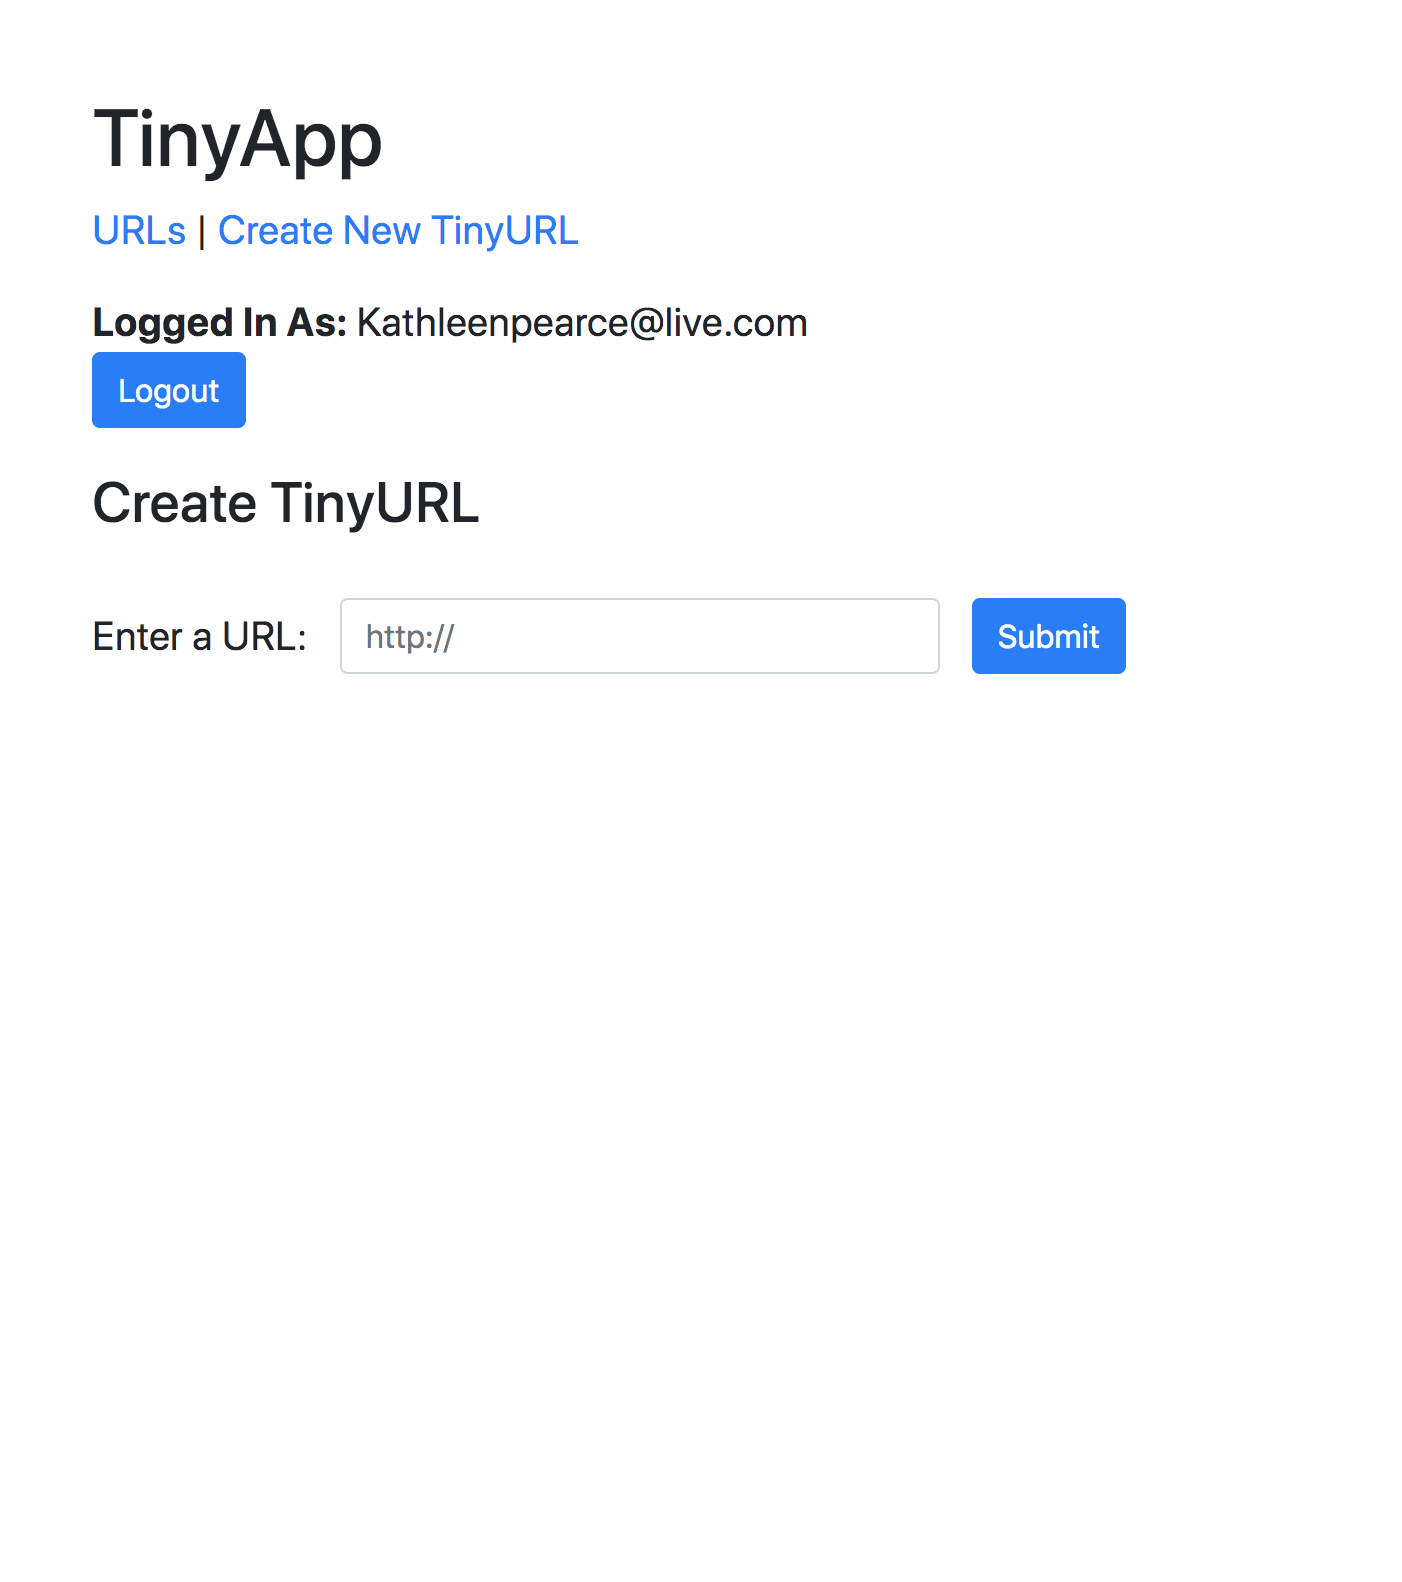 TinyApp
URLs | Create New TinyURL
Logged In As: Kathleenpearce@live.com
Logout
Create TinyURL
Enter a URL: http:// Submit